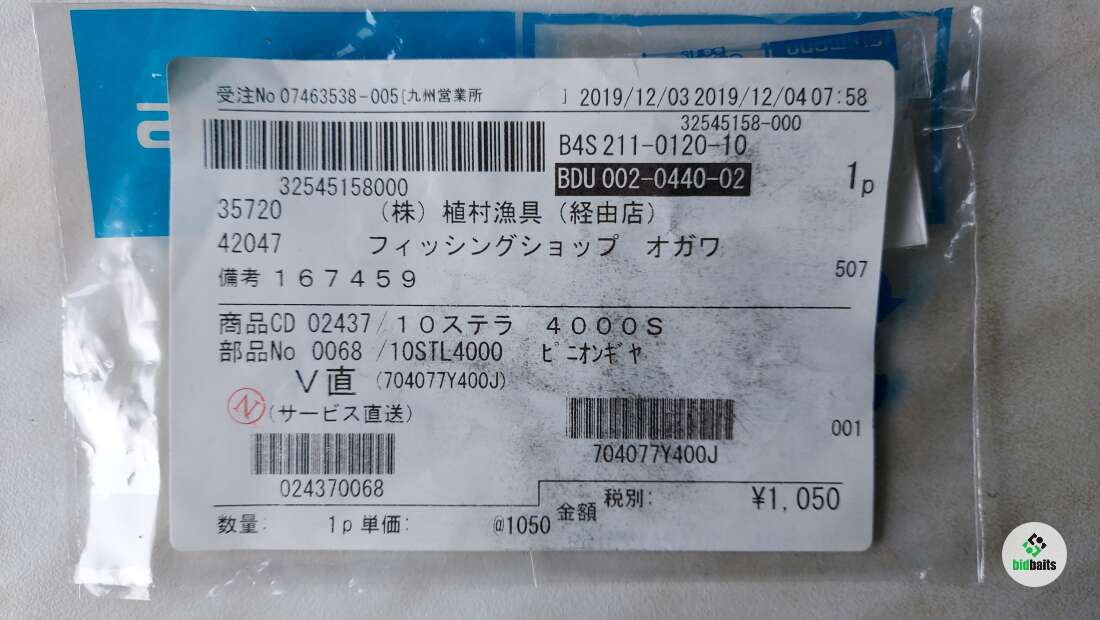 受注No 07463538-005[九州営業所 ] 2019/12/03 2019/12/04 07:58
32545158-000
B4S 211-0120-10
BDU 002-0440-02 1p
32545158000
35720 (株) 植村漁具 (経由店)
42047 フィッシングショップ オガワ
備考 167459 507
商品CD 02437/10ステラ 4000S
部品No 0068 /10STL4000 ピニオンギヤ
V直 (704077Y400J)
N (サービス直送)
001
704077Y400J
024370068
数量: 1p 単価: @1050 金額 税別: ¥1,050
bidbaits